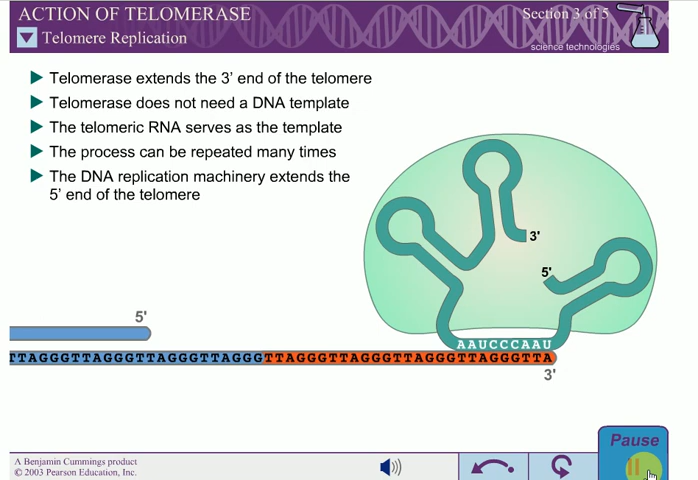 ACTION OF TELOMERASE
Section 3 of 5
Telomere Replication
science technologies
Telomerase extends the 3' end of the telomere
Telomerase does not need a DNA template
The telomeric RNA serves as the template
The process can be repeated many times
The DNA replication machinery extends the
5' end of the telomere
3'
5'
5'
AAUCCCAAU
TTAGGGTTAGGGTTAGGGTTAGGGTTAGGGTTAGGGTTAGGGTTAGGGTTA
3'
Pause
A Benjamin Cummings product
© 2003 Pearson Education, Inc.